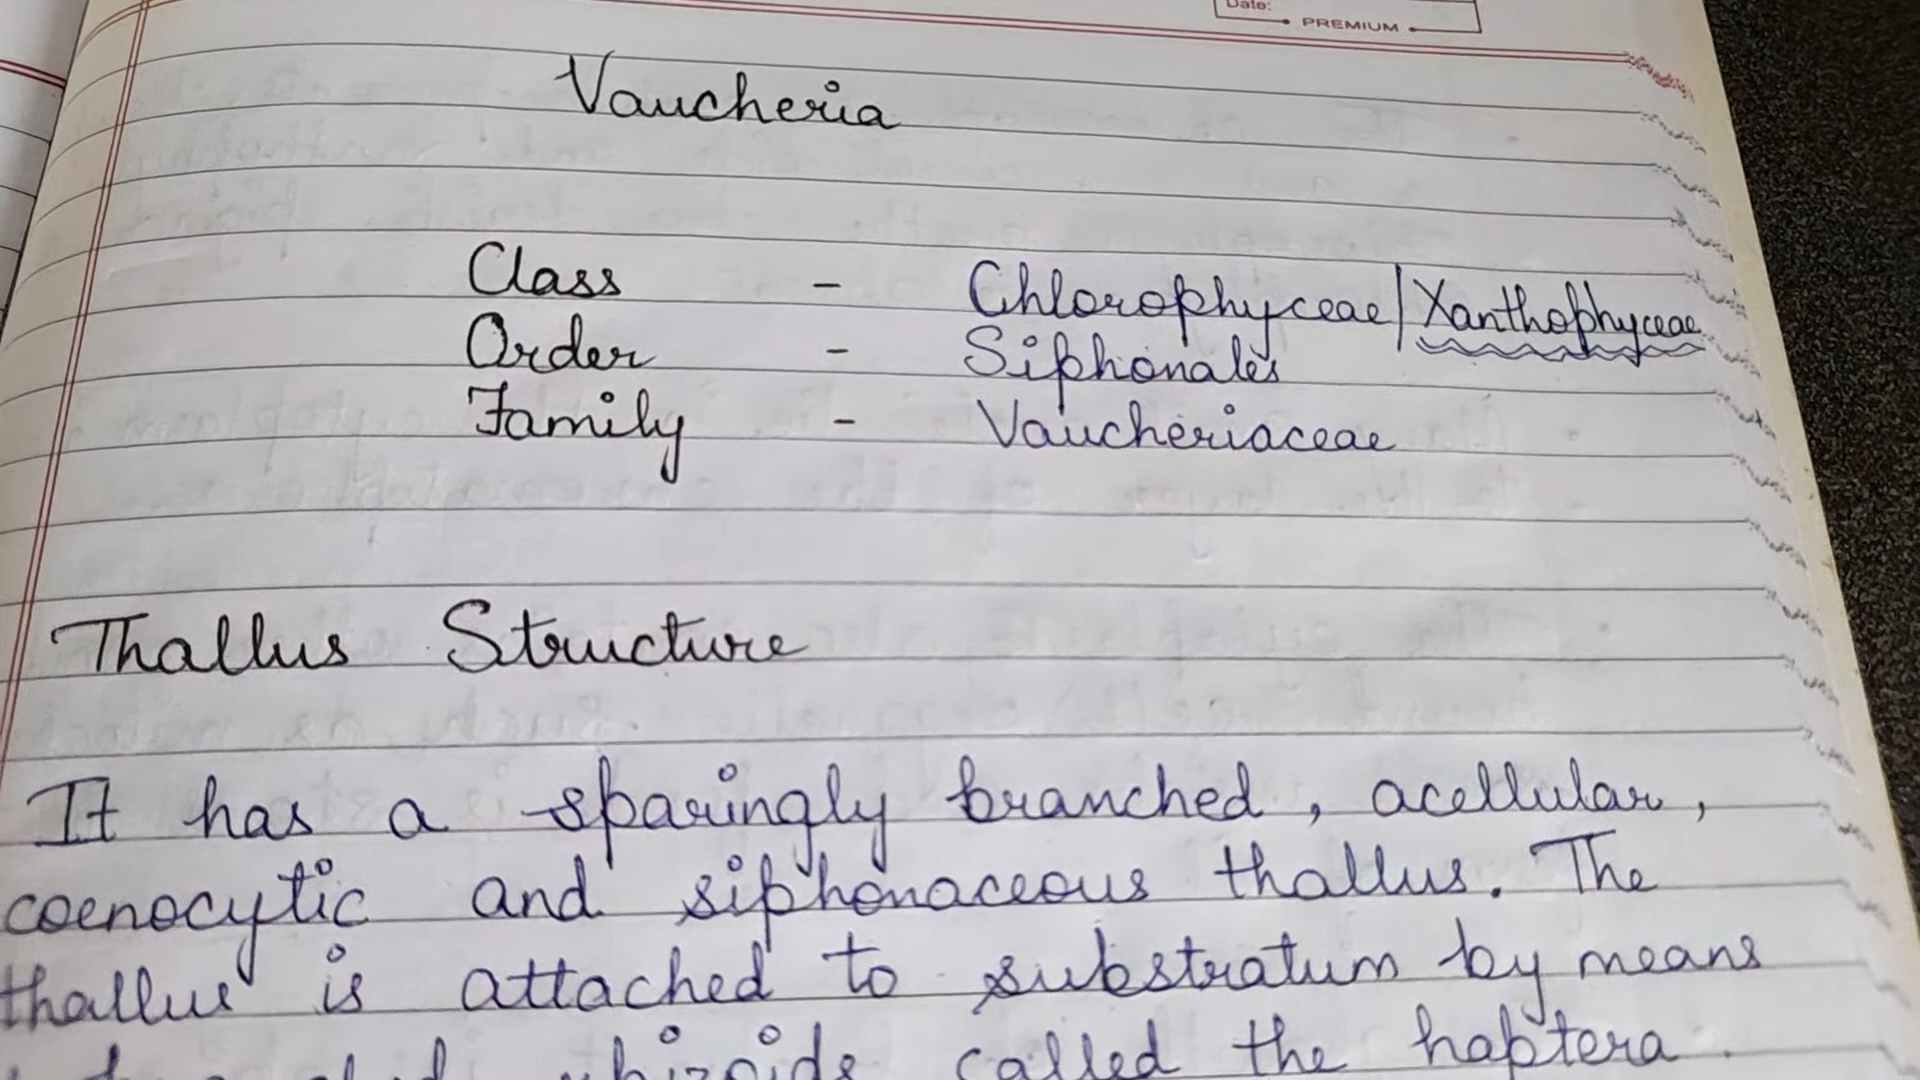 Date:
PREMIUM
Vaucheria
Class - Chlorophyceae/Xanthophyceae
Order - Siphonales
Family - Vaucheriaceae
Thallus Structure
It has a sparingly branched, acellular,
coenocytic and siphonaceous thallus. The
thallus is attached to substratum by means
rhizoids called the haptera.